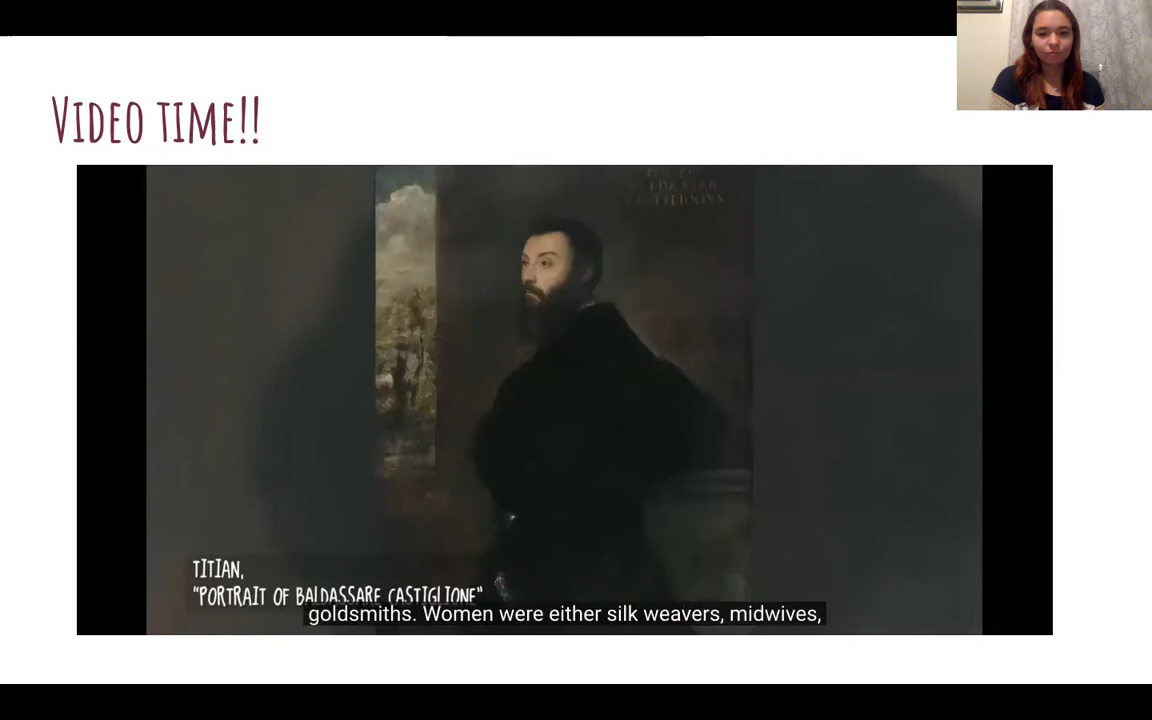 VIDEO TIME!!
TITIAN,
"PORTRAIT OF BALDASSARE CASTIGLIONE"
goldsmiths. Women were either silk weavers, midwives,